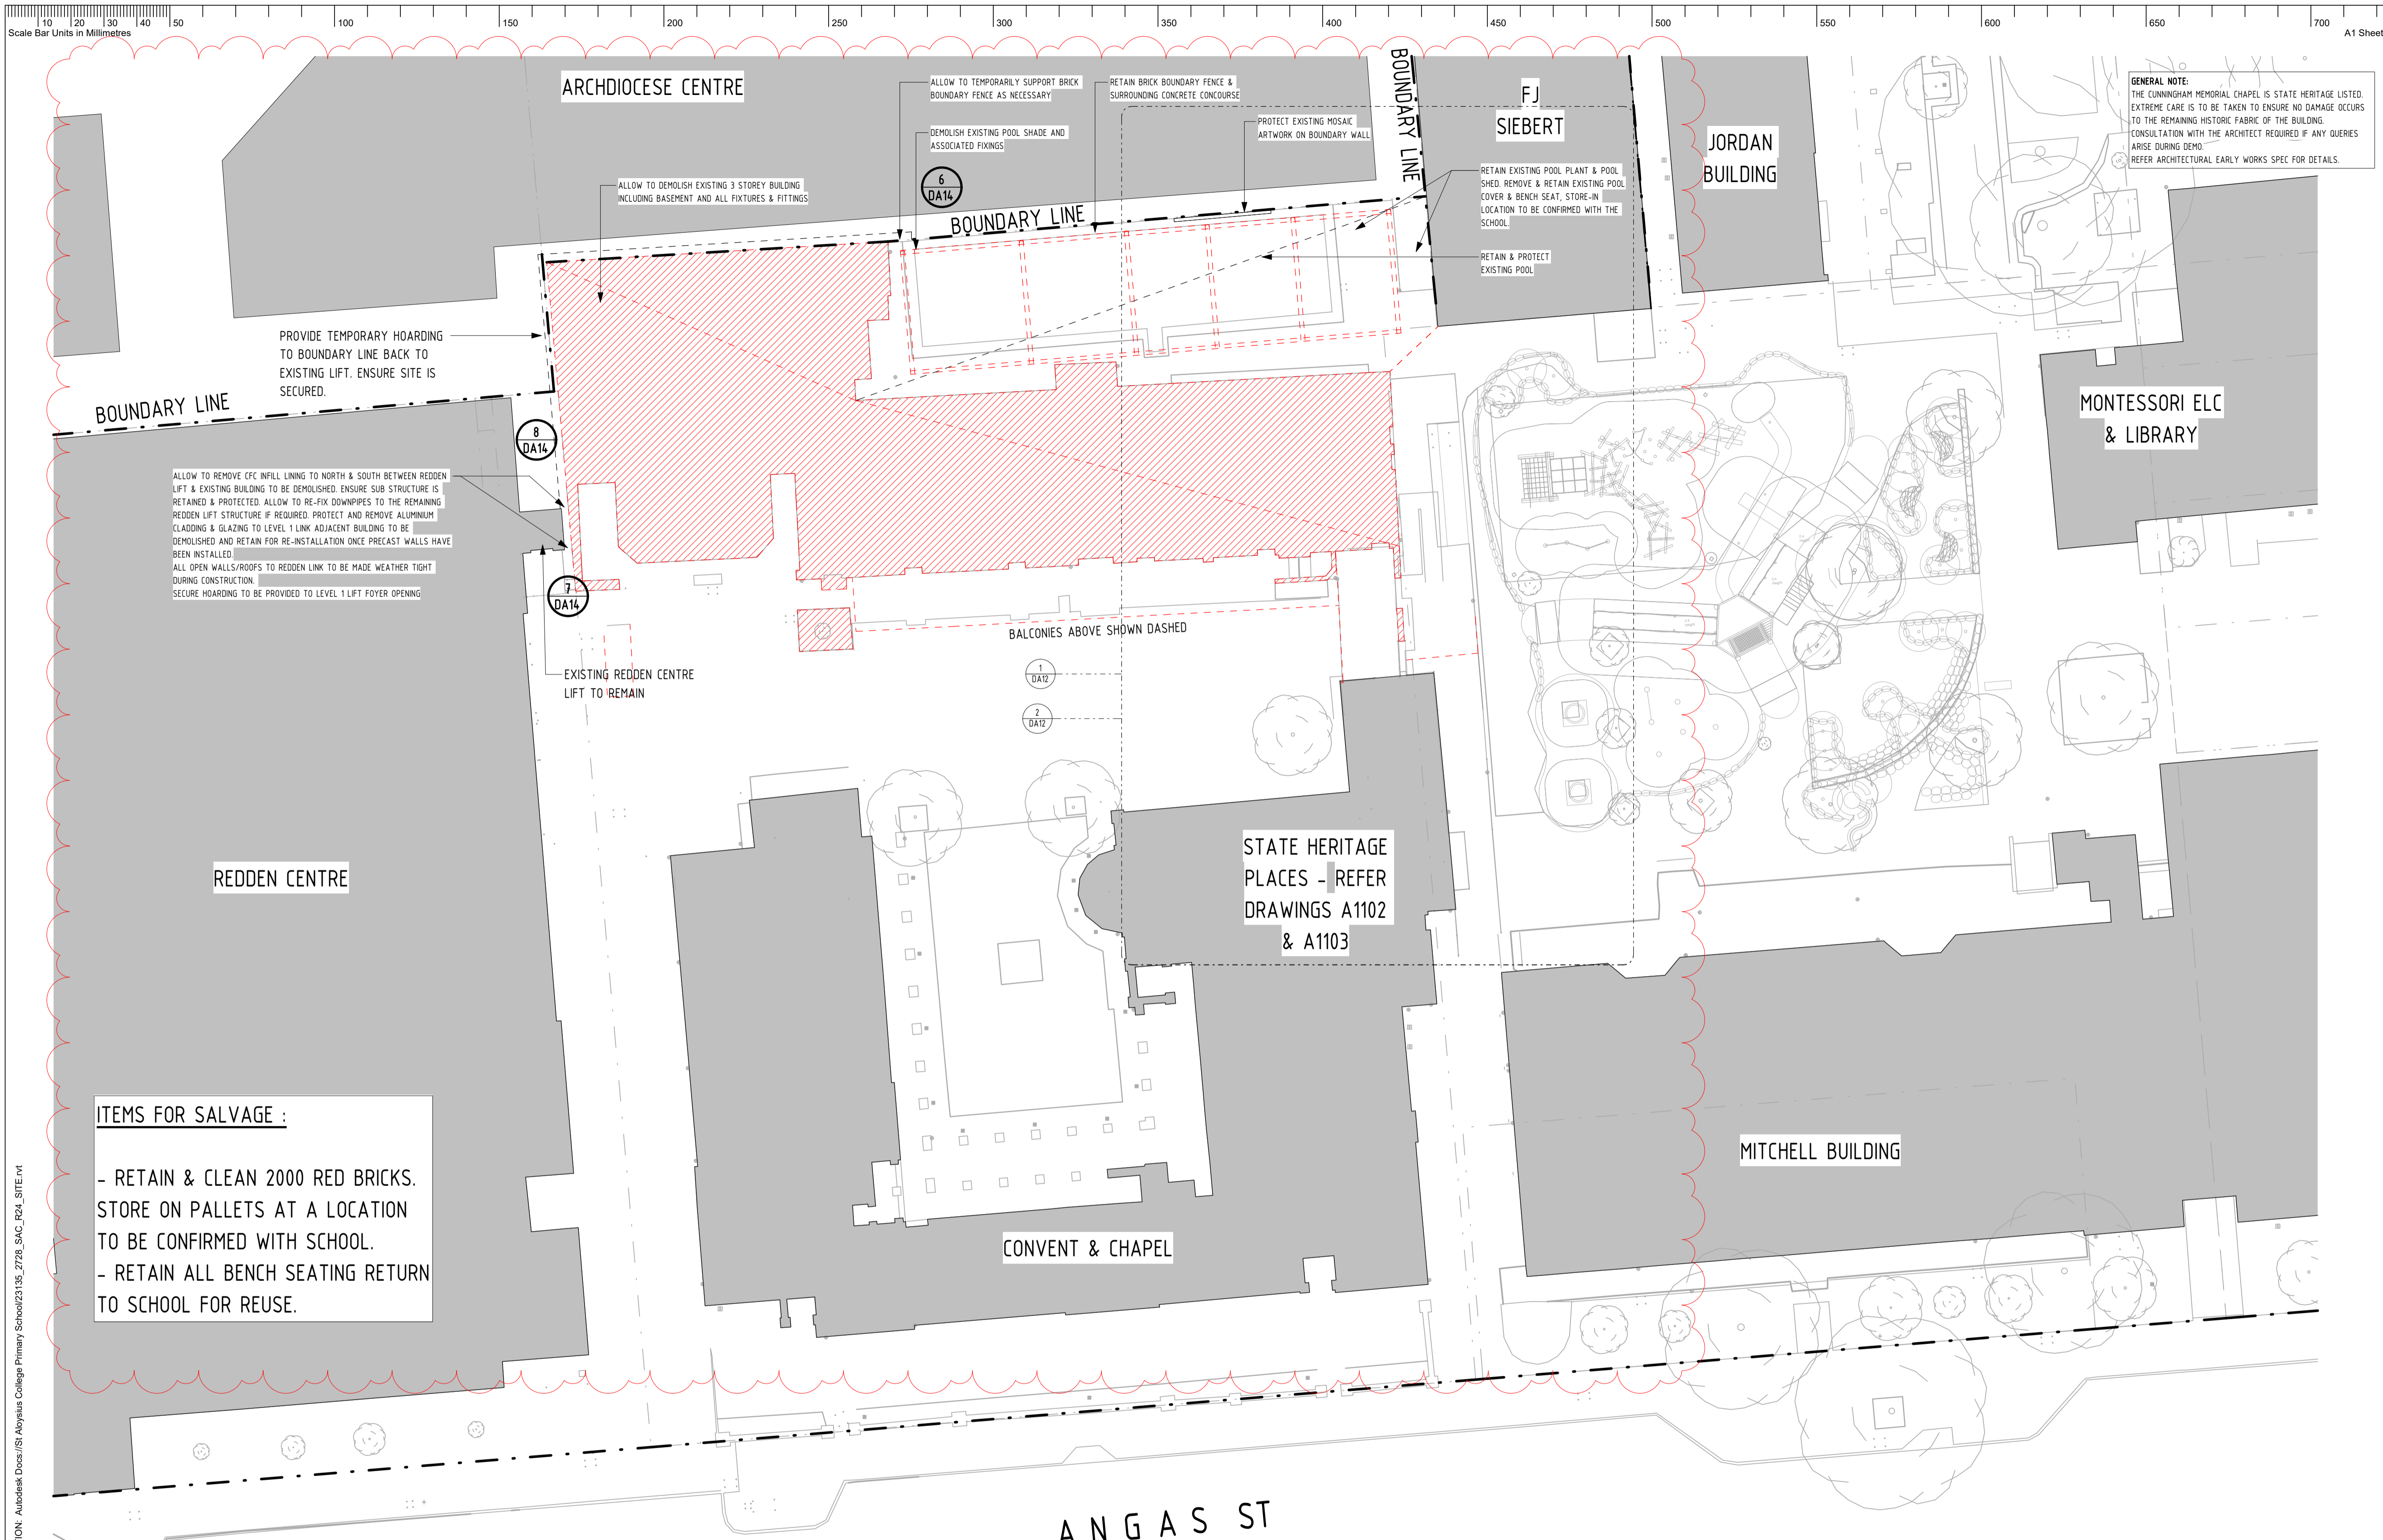 10 20 30 40 50 100 150 200 250 300 350 400 450 500 550 600 650 700
Scale Bar Units in Millimetres
A1 Sheet
ARCHDIOCESE CENTRE
ALLOW TO TEMPORARILY SUPPORT BRICK
BOUNDARY FENCE AS NECESSARY
RETAIN BRICK BOUNDARY FENCE &
SURROUNDING CONCRETE CONCOURSE
BOUNDARY LINE
FJ
SIEBERT
GENERAL NOTE:
THE CUNNINGHAM MEMORIAL CHAPEL IS STATE HERITAGE LISTED.
EXTREME CARE IS TO BE TAKEN TO ENSURE NO DAMAGE OCCURS
TO THE REMAINING HISTORIC FABRIC OF THE BUILDING.
CONSULTATION WITH THE ARCHITECT REQUIRED IF ANY QUERIES
ARISE DURING DEMO.
REFER ARCHITECTURAL EARLY WORKS SPEC FOR DETAILS.
DEMOLISH EXISTING POOL SHADE AND
ASSOCIATED FIXINGS
PROTECT EXISTING MOSAIC
ARTWORK ON BOUNDARY WALL
JORDAN
BUILDING
ALLOW TO DEMOLISH EXISTING 3 STOREY BUILDING
INCLUDING BASEMENT AND ALL FIXTURES & FITTINGS
6
DA14
BOUNDARY LINE
RETAIN EXISTING POOL PLANT & POOL
SHED. REMOVE & RETAIN EXISTING POOL
COVER & BENCH SEAT, STORE-IN
LOCATION TO BE CONFIRMED WITH THE
SCHOOL.
RETAIN & PROTECT
EXISTING POOL
PROVIDE TEMPORARY HOARDING
TO BOUNDARY LINE BACK TO
EXISTING LIFT. ENSURE SITE IS
SECURED.
BOUNDARY LINE
MONTESSORI ELC
& LIBRARY
8
DA14
ALLOW TO REMOVE CFC INFILL LINING TO NORTH & SOUTH BETWEEN REDDEN
LIFT & EXISTING BUILDING TO BE DEMOLISHED. ENSURE SUB STRUCTURE IS
RETAINED & PROTECTED. ALLOW TO RE-FIX DOWNPIPES TO THE REMAINING
REDDEN LIFT STRUCTURE IF REQUIRED. PROTECT AND REMOVE ALUMINIUM
CLADDING & GLAZING TO LEVEL 1 LINK ADJACENT BUILDING TO BE
DEMOLISHED AND RETAIN FOR RE-INSTALLATION ONCE PRECAST WALLS HAVE
BEEN INSTALLED.
ALL OPEN WALLS/ROOFS TO REDDEN LINK TO BE MADE WEATHER TIGHT
DURING CONSTRUCTION.
SECURE HOARDING TO BE PROVIDED TO LEVEL 1 LIFT FOYER OPENING
7
DA14
BALCONIES ABOVE SHOWN DASHED
EXISTING REDDEN CENTRE
LIFT TO REMAIN
1
DA12
2
DA12
REDDEN CENTRE
STATE HERITAGE
PLACES - REFER
DRAWINGS A1102
& A1103
ITEMS FOR SALVAGE :
- RETAIN & CLEAN 2000 RED BRICKS.
STORE ON PALLETS AT A LOCATION
TO BE CONFIRMED WITH SCHOOL.
- RETAIN ALL BENCH SEATING RETURN
TO SCHOOL FOR REUSE.
CONVENT & CHAPEL
MITCHELL BUILDING
ANGAS ST
TION: Autodesk Docs://St Aloysius College Primary School/23135_2728_SAC_R24_SITE.rvt